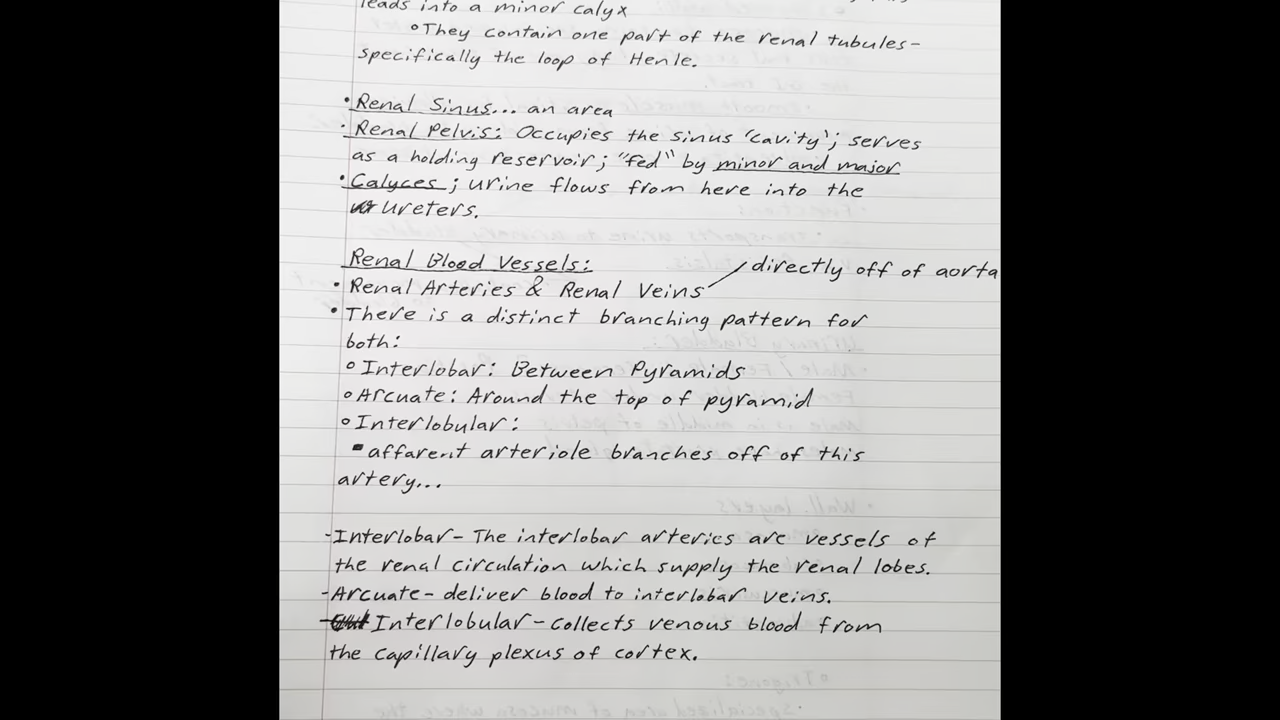 leads into a minor calyx
°They contain one part of the renal tubules-
specifically the loop of Henle.
•Renal Sinus... an area
•Renal Pelvis: Occupies the sinus 'cavity'; serves
as a holding reservoir; "fed" by minor and major
•Calyces; urine flows from here into the
ureters.
Renal Blood Vessels:
directly off of aorta
• Renal Arteries & Renal Veins
• There is a distinct branching pattern for
both:
° Interlobar: Between Pyramids
° Arcuate: Around the top of pyramid
° Interlobular:
▪ affarent arteriole branches off of this
artery...
-Interlobar- The interlobar arteries are vessels of
the renal circulation which supply the renal lobes.
-Arcuate- deliver blood to interlobar veins.
- Interlobular-collects venous blood from
the capillary plexus of cortex.